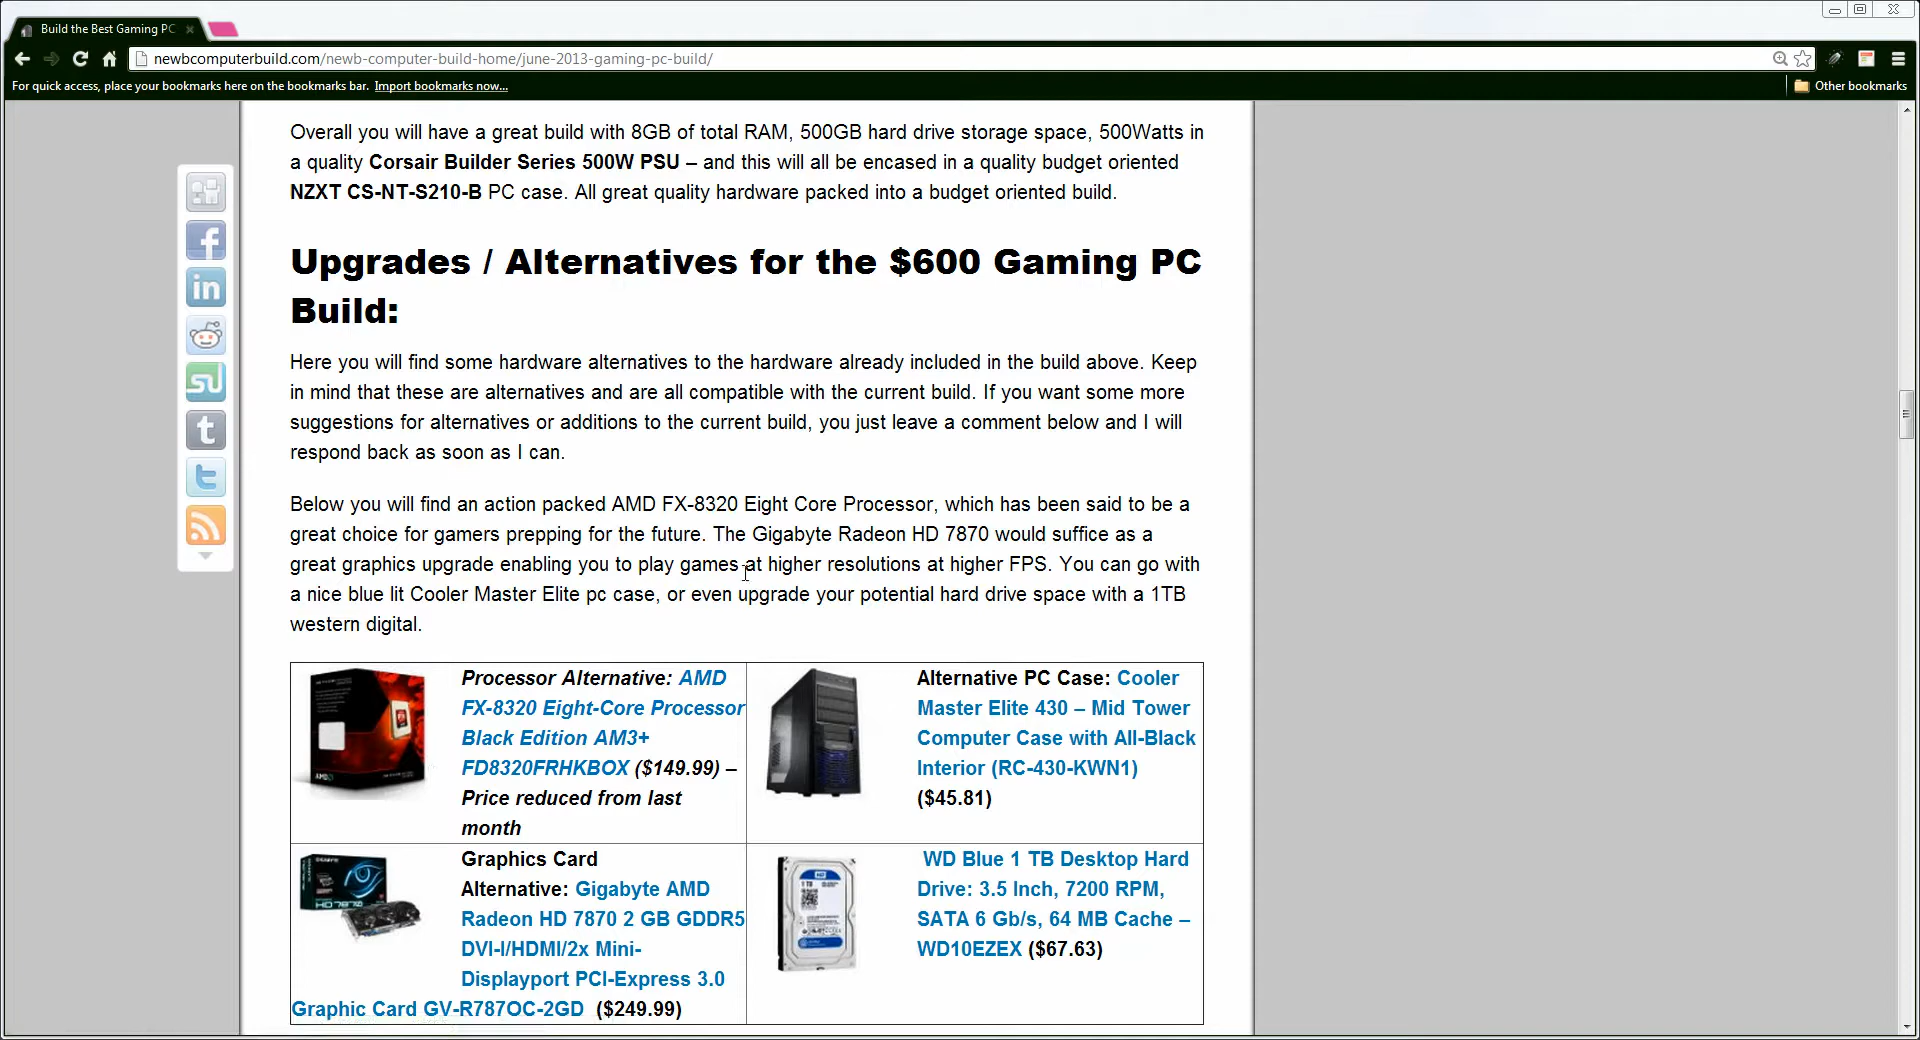 Build the Best Gaming PC
newbcomputerbuild.com/newb-computer-build-home/june-2013-gaming-pc-build/
For quick access, place your bookmarks here on the bookmarks bar. Import bookmarks now...
Other bookmarks
Overall you will have a great build with 8GB of total RAM, 500GB hard drive storage space, 500Watts in
a quality Corsair Builder Series 500W PSU – and this will all be encased in a quality budget oriented
NZXT CS-NT-S210-B PC case. All great quality hardware packed into a budget oriented build.
Upgrades / Alternatives for the $600 Gaming PC
Build:
Here you will find some hardware alternatives to the hardware already included in the build above. Keep
in mind that these are alternatives and are all compatible with the current build. If you want some more
suggestions for alternatives or additions to the current build, you just leave a comment below and I will
respond back as soon as I can.
Below you will find an action packed AMD FX-8320 Eight Core Processor, which has been said to be a
great choice for gamers prepping for the future. The Gigabyte Radeon HD 7870 would suffice as a
great graphics upgrade enabling you to play games at higher resolutions at higher FPS. You can go with
a nice blue lit Cooler Master Elite pc case, or even upgrade your potential hard drive space with a 1TB
western digital.
Processor Alternative: AMD
FX-8320 Eight-Core Processor
Black Edition AM3+
FD8320FRHKBOX ($149.99) –
Price reduced from last
month
Alternative PC Case: Cooler
Master Elite 430 – Mid Tower
Computer Case with All-Black
Interior (RC-430-KWN1)
($45.81)
Graphics Card
Alternative: Gigabyte AMD
Radeon HD 7870 2 GB GDDR5
DVI-I/HDMI/2x Mini-
Displayport PCI-Express 3.0
Graphic Card GV-R787OC-2GD ($249.99)
WD Blue 1 TB Desktop Hard
Drive: 3.5 Inch, 7200 RPM,
SATA 6 Gb/s, 64 MB Cache –
WD10EZEX ($67.63)